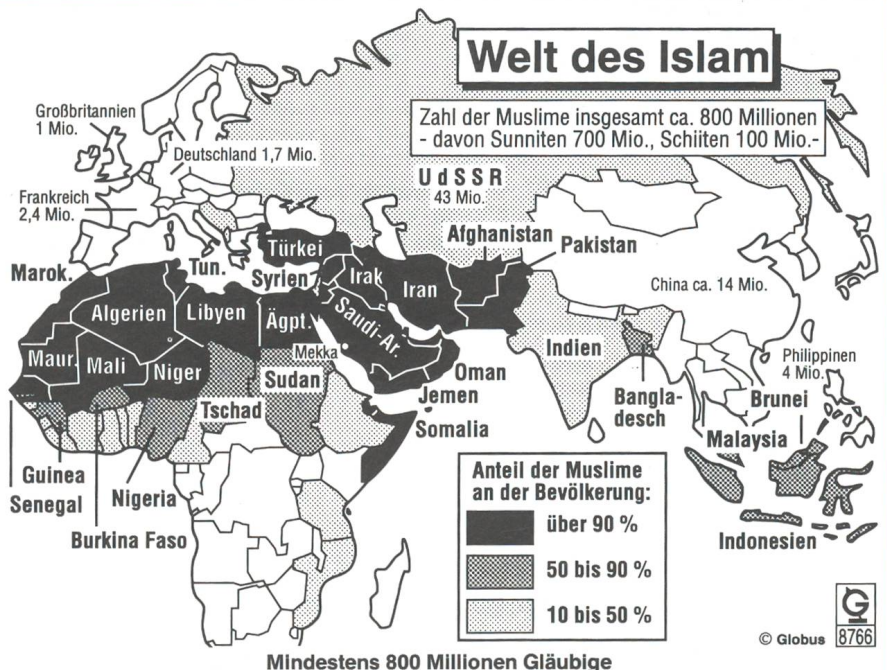 Welt des Islam
Zahl der Muslime insgesamt ca. 800 Millionen
- davon Sunniten 700 Mio., Schiiten 100 Mio.-
Großbritannien
1 Mio.
Deutschland 1,7 Mio.
Frankreich
2,4 Mio.
UdSSR
43 Mio.
Afghanistan
Pakistan
Türkei
Tun.
Syrien
Marok.
Irak
Iran
China ca. 14 Mio.
Algerien
Libyen
Ägpt.
Saudi-Ar.
Indien
Maur.
Mali
Niger
Mekka
Sudan
Oman
Philippinen
4 Mio.
Tschad
Jemen
Bangla-
desch
Brunei
Somalia
Malaysia
Guinea
Senegal
Nigeria
Burkina Faso
Indonesien
Anteil der Muslime
an der Bevölkerung:
über 90 %
50 bis 90 %
10 bis 50 %
© Globus
8766
Mindestens 800 Millionen Gläubige